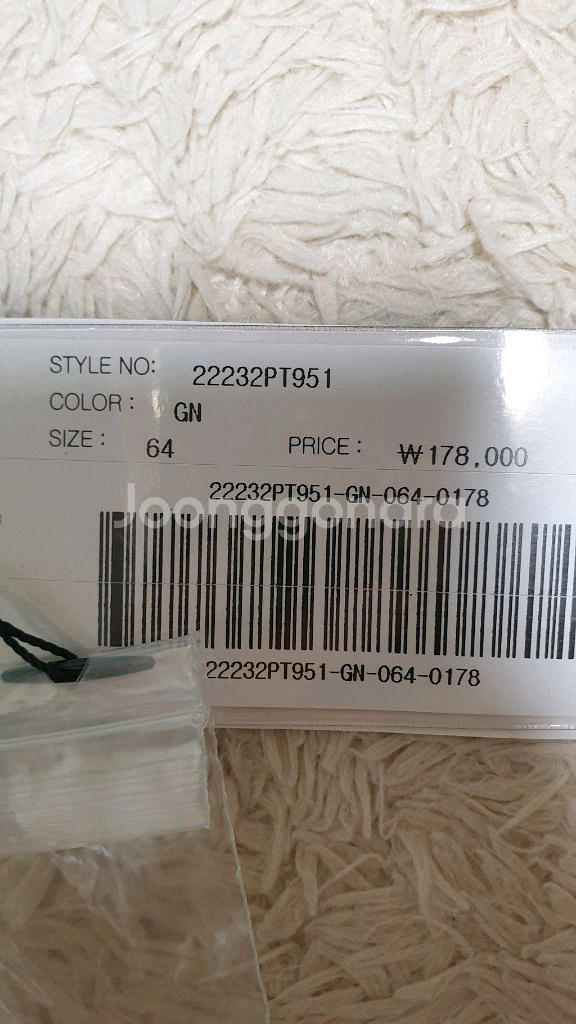 STYLE NO: 22232PT951
COLOR : GN
SIZE : 64 PRICE : ₩178,000
22232PT951-GN-064-0178
Joonggonara
22232PT951-GN-064-0178